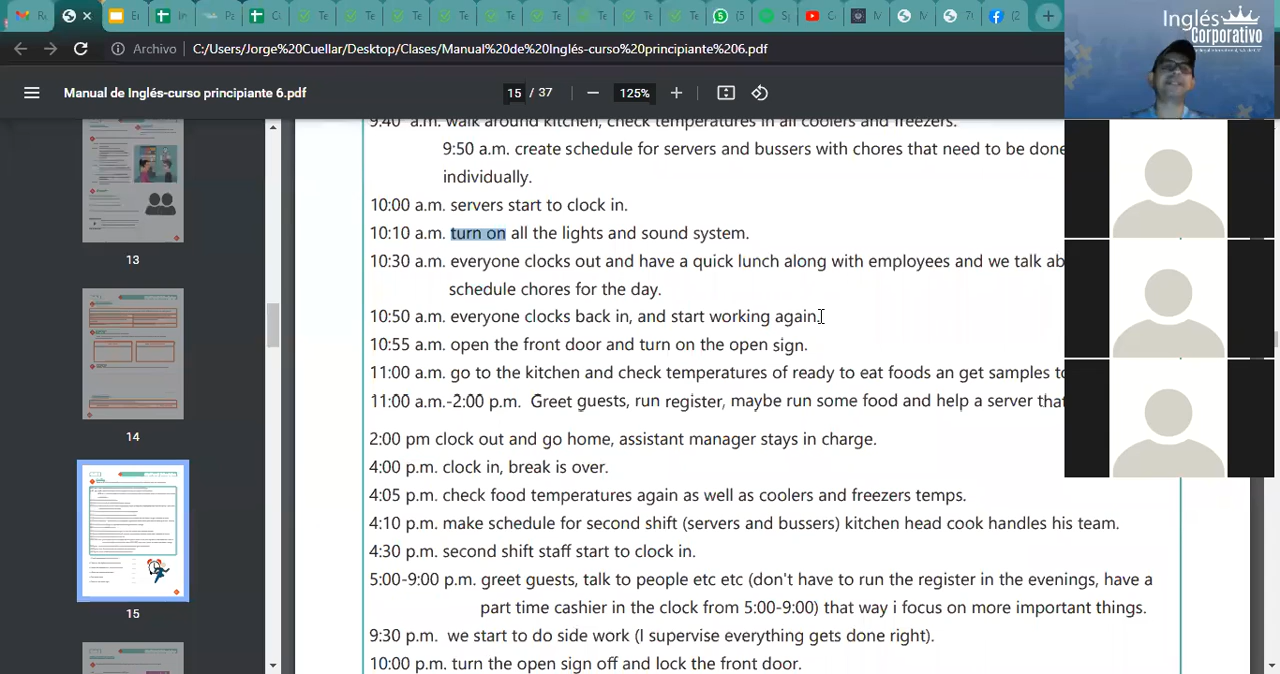 5
(5
(2
Archivo
C:/Users/Jorge%20Cuellar/Desktop/Clases/Manual%20de%20Inglés-curso%20principiante%206.pdf
Inglés
Corporativo
Manual de Inglés-curso principiante 6.pdf
15 / 37
125%
9:40 a.m. walk around kitchen, check temperatures in all coolers and freezers.
9:50 a.m. create schedule for servers and bussers with chores that need to be done
individually.
10:00 a.m. servers start to clock in.
10:10 a.m. turn on all the lights and sound system.
10:30 a.m. everyone clocks out and have a quick lunch along with employees and we talk ab
schedule chores for the day.
10:50 a.m. everyone clocks back in, and start working again.
10:55 a.m. open the front door and turn on the open sign.
11:00 a.m. go to the kitchen and check temperatures of ready to eat foods an get samples to
11:00 a.m.-2:00 p.m. Greet guests, run register, maybe run some food and help a server that
2:00 pm clock out and go home, assistant manager stays in charge.
4:00 p.m. clock in, break is over.
4:05 p.m. check food temperatures again as well as coolers and freezers temps.
4:10 p.m. make schedule for second shift (servers and bussers) kitchen head cook handles his team.
4:30 p.m. second shift staff start to clock in.
5:00-9:00 p.m. greet guests, talk to people etc etc (don't have to run the register in the evenings, have a
part time cashier in the clock from 5:00-9:00) that way i focus on more important things.
9:30 p.m. we start to do side work (I supervise everything gets done right).
10:00 p.m. turn the open sign off and lock the front door.
13
14
15